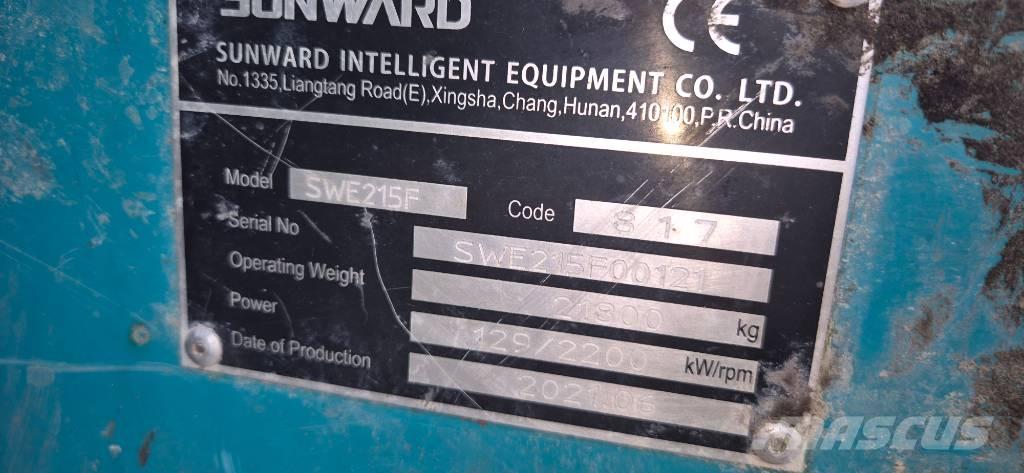 SUNWARD
CE
SUNWARD INTELLIGENT EQUIPMENT CO. LTD.
No.1335,Liangtang Road(E),Xingsha,Chang,Hunan,410100,P.R.China
Model SWE215F Code 817
Serial No SWE215F00121
Operating Weight 21800 kg
Power 129/2200 kW/rpm
Date of Production 2021.06
ASCUS